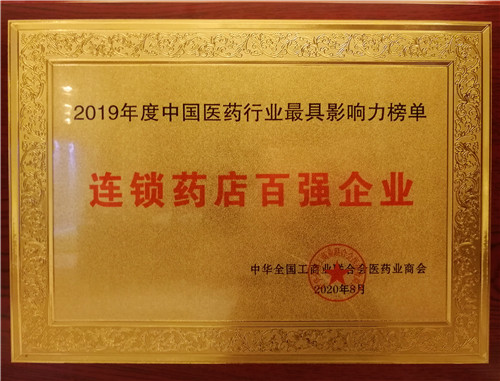 2019年度中国医药行业最具影响力榜单
连锁药店百强企业
中华全国工商业联合会医药业商会
2020年8月